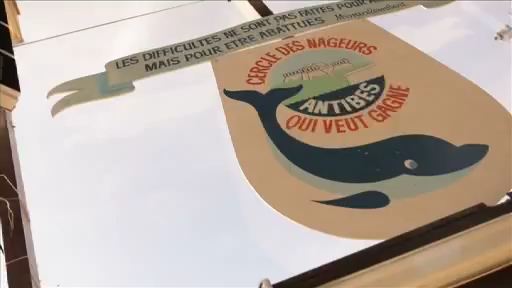 LES DIFFICULTES NE SONT PAS FAITES POUR
MAIS POUR ETRE ABATTUES
CERCLE DES NAGEURS
ANTIBES
QUI VEUT GAGNE